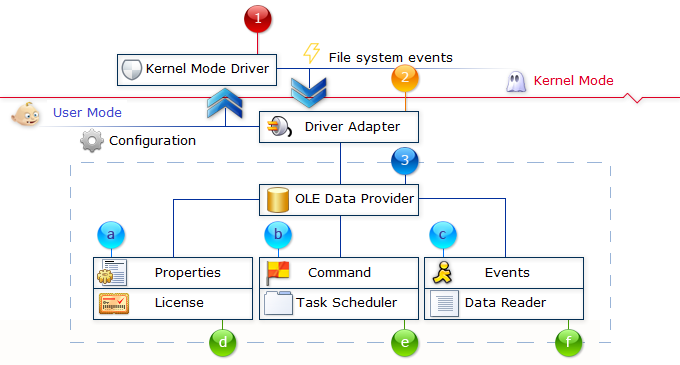 1
Kernel Mode Driver
File system events
2
Kernel Mode
User Mode
Driver Adapter
Configuration
3
OLE Data Provider
a
b
c
Properties
Command
Events
License
Task Scheduler
Data Reader
d
e
f